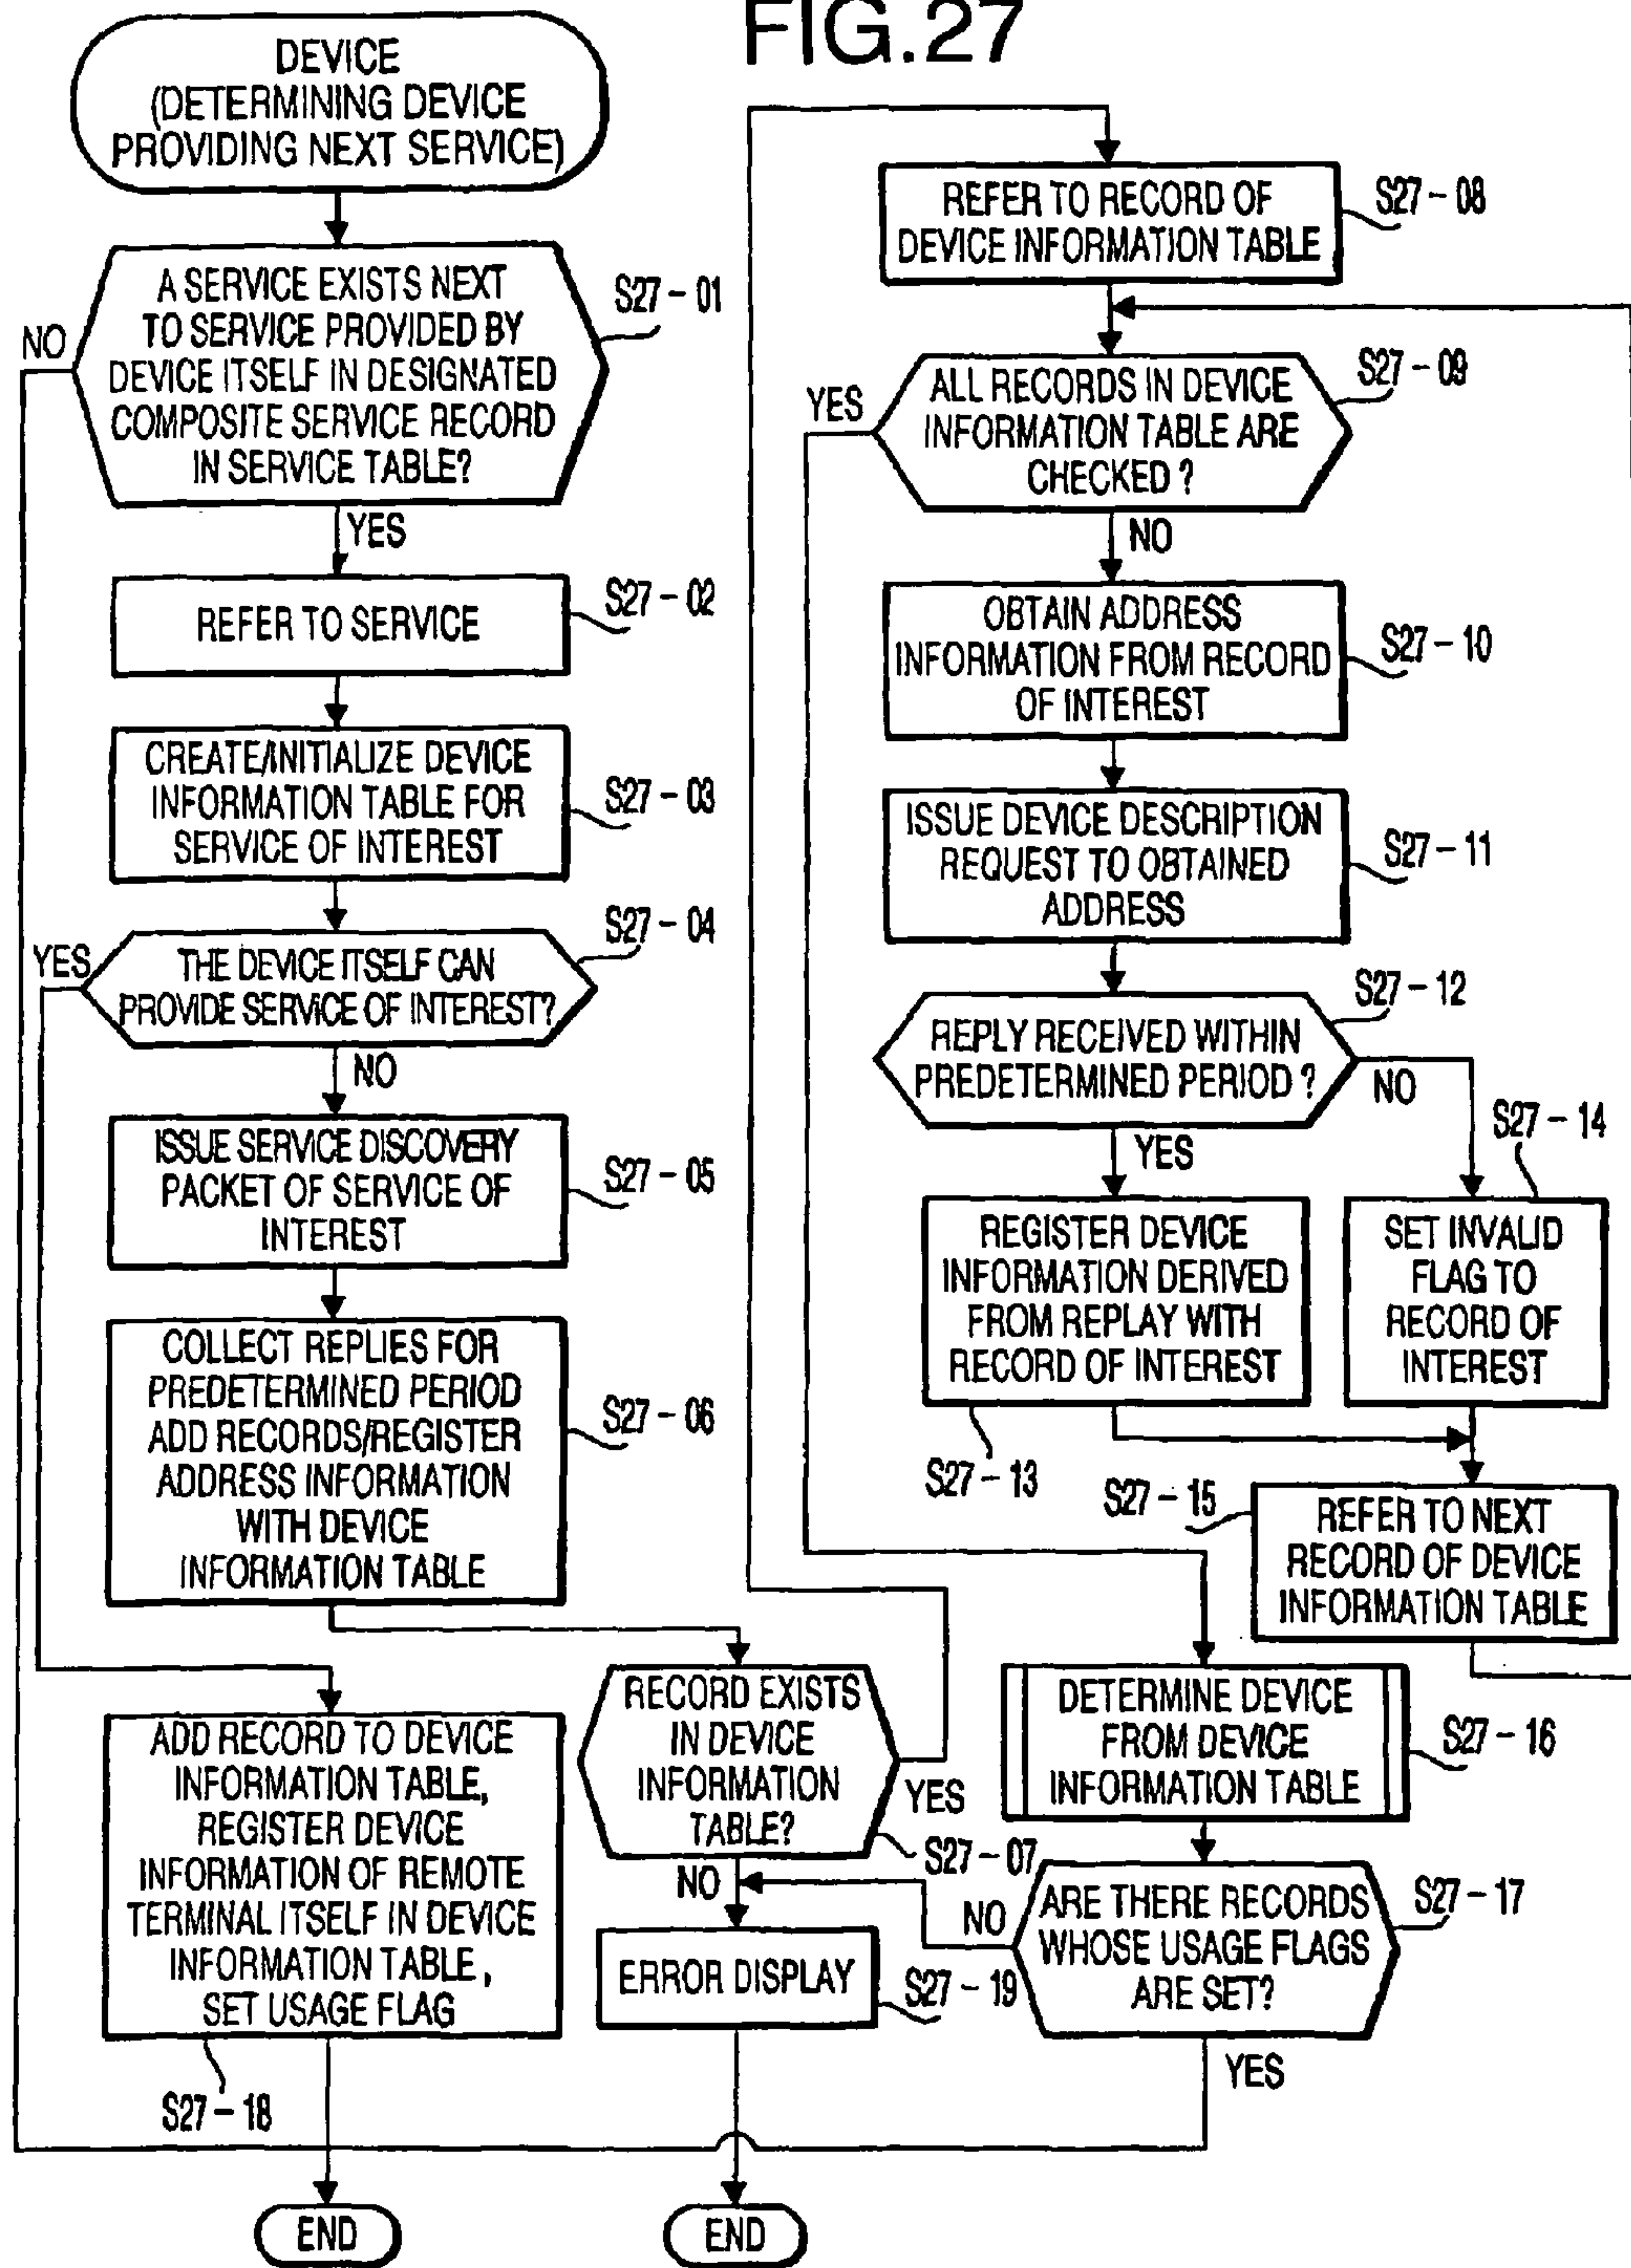 FIG.27
DEVICE
(DETERMINING DEVICE
PROVIDING NEXT SERVICE)
A SERVICE EXISTS NEXT
TO SERVICE PROVIDED BY
DEVICE ITSELF IN DESIGNATED
COMPOSITE SERVICE RECORD
IN SERVICE TABLE?
S27-01
NO
YES
REFER TO SERVICE
S27-02
CREATE/INITIALIZE DEVICE
INFORMATION TABLE FOR
SERVICE OF INTEREST
S27-03
THE DEVICE ITSELF CAN
PROVIDE SERVICE OF INTEREST?
S27-04
YES
NO
ISSUE SERVICE DISCOVERY
PACKET OF SERVICE OF
INTEREST
S27-05
COLLECT REPLIES FOR
PREDETERMINED PERIOD
ADD RECORDS/REGISTER
ADDRESS INFORMATION
WITH DEVICE
INFORMATION TABLE
S27-06
ADD RECORD TO DEVICE
INFORMATION TABLE,
REGISTER DEVICE
INFORMATION OF REMOTE
TERMINAL ITSELF IN DEVICE
INFORMATION TABLE,
SET USAGE FLAG
S27-18
END
RECORD EXISTS
IN DEVICE
INFORMATION
TABLE?
YES
S27-07
NO
ERROR DISPLAY
S27-19
END
REFER TO RECORD OF
DEVICE INFORMATION TABLE
S27-08
ALL RECORDS IN DEVICE
INFORMATION TABLE ARE
CHECKED?
S27-09
YES
NO
OBTAIN ADDRESS
INFORMATION FROM RECORD
OF INTEREST
S27-10
ISSUE DEVICE DESCRIPTION
REQUEST TO OBTAINED
ADDRESS
S27-11
REPLY RECEIVED WITHIN
PREDETERMINED PERIOD?
S27-12
NO
YES
REGISTER DEVICE
INFORMATION DERIVED
FROM REPLAY WITH
RECORD OF INTEREST
S27-13
S27-14
SET INVALID
FLAG TO
RECORD OF
INTEREST
S27-15
REFER TO NEXT
RECORD OF DEVICE
INFORMATION TABLE
DETERMINE DEVICE
FROM DEVICE
INFORMATION TABLE
S27-16
ARE THERE RECORDS
WHOSE USAGE FLAGS
ARE SET?
S27-17
NO
YES